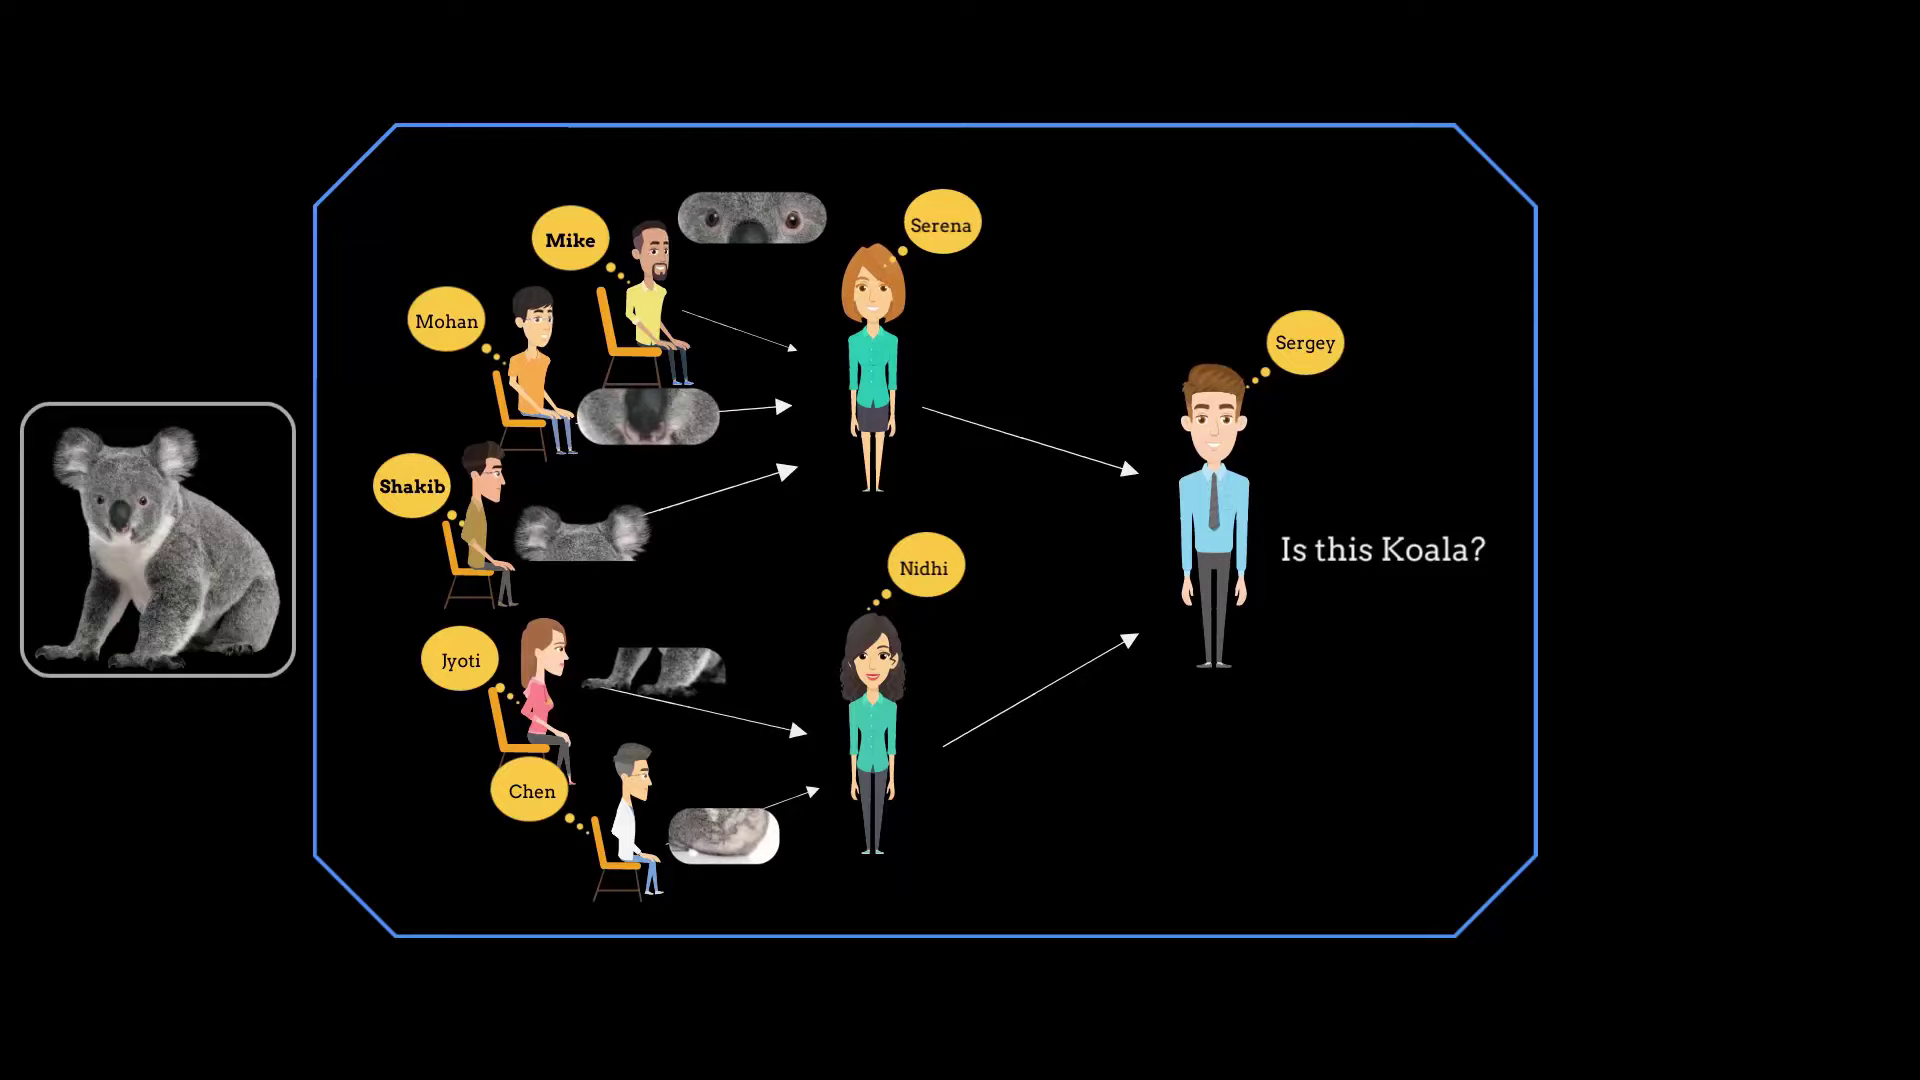 Mike
Serena
Mohan
Sergey
Shakib
Is this Koala?
Nidhi
Jyoti
Chen